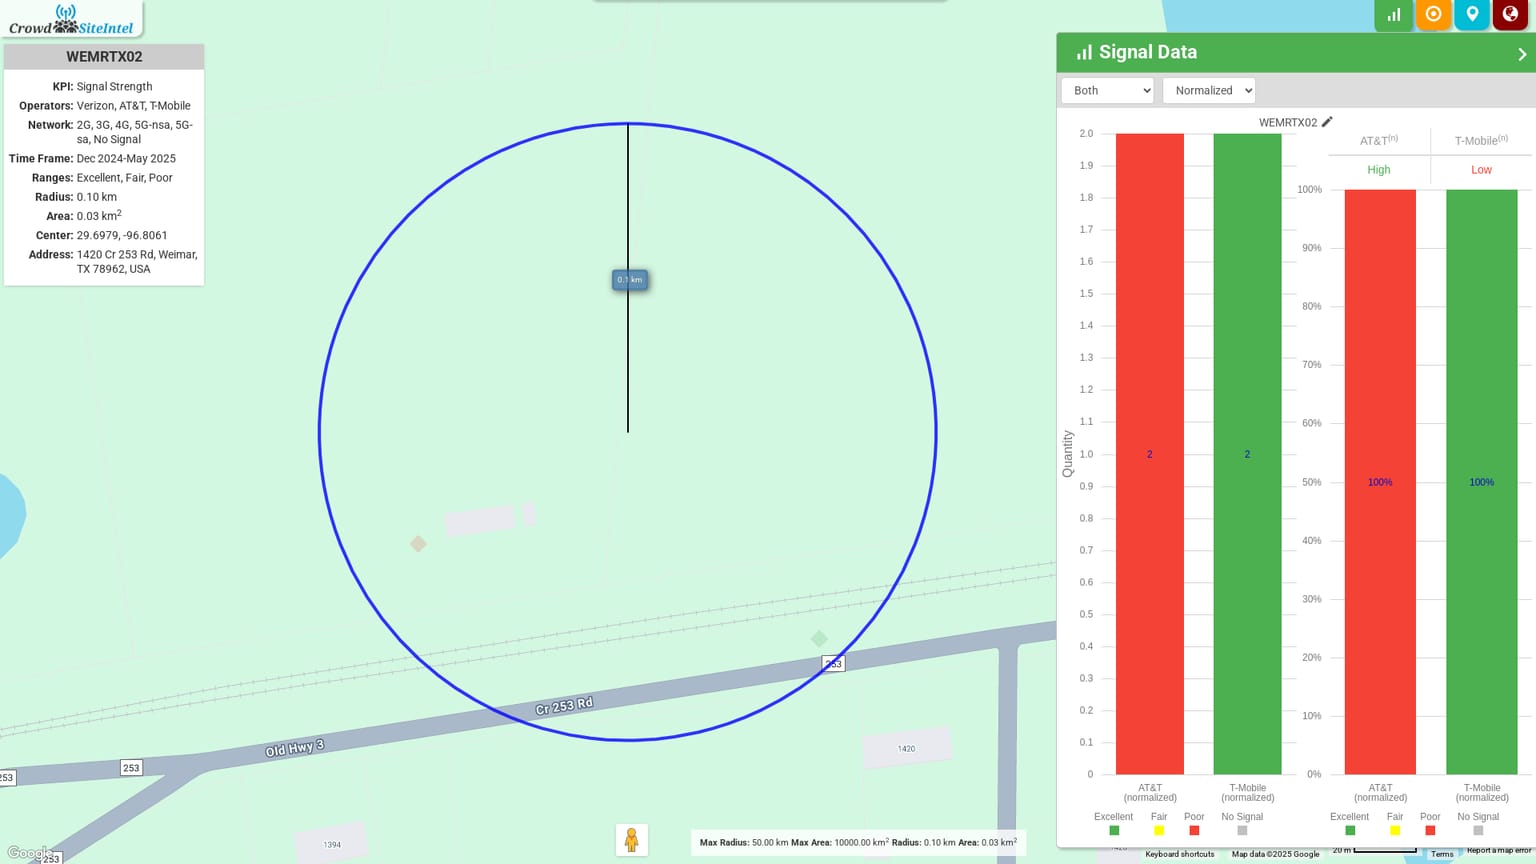 Crowd SiteIntel
WEMRTX02
KPI: Signal Strength
Operators: Verizon, AT&T, T-Mobile
Network: 2G, 3G, 4G, 5G-nsa, 5G-
sa, No Signal
Time Frame: Dec 2024-May 2025
Ranges: Excellent, Fair, Poor
Radius: 0.10 km
Area: 0.03 km²
Center: 29.6979, -96.8061
Address: 1420 Cr 253 Rd, Weimar,
TX 78962, USA
0.1 km
253
Cr 253 Rd
Old Hwy 3
253
253
1420
1394
253
Google
Max Radius: 50.00 km Max Area: 10000.00 km² Radius: 0.10 km Area: 0.03 km²
Signal Data
Both
Normalized
WEMRTX02
2.0
1.9
1.8
1.7
1.6
1.5
1.4
1.3
1.2
1.1
1.0
0.9
0.8
0.7
0.6
0.5
0.4
0.3
0.2
0.1
0
Quantity
2
2
AT&T
(normalized)
T-Mobile
(normalized)
Excellent Fair Poor No Signal
AT&T(n) T-Mobile(n)
High Low
100%
90%
80%
70%
60%
50%
40%
30%
20%
10%
0%
100%
100%
AT&T
(normalized)
T-Mobile
(normalized)
Excellent Fair Poor No Signal
Keyboard shortcuts Map data ©2025 Google 20 m Terms Report a map error